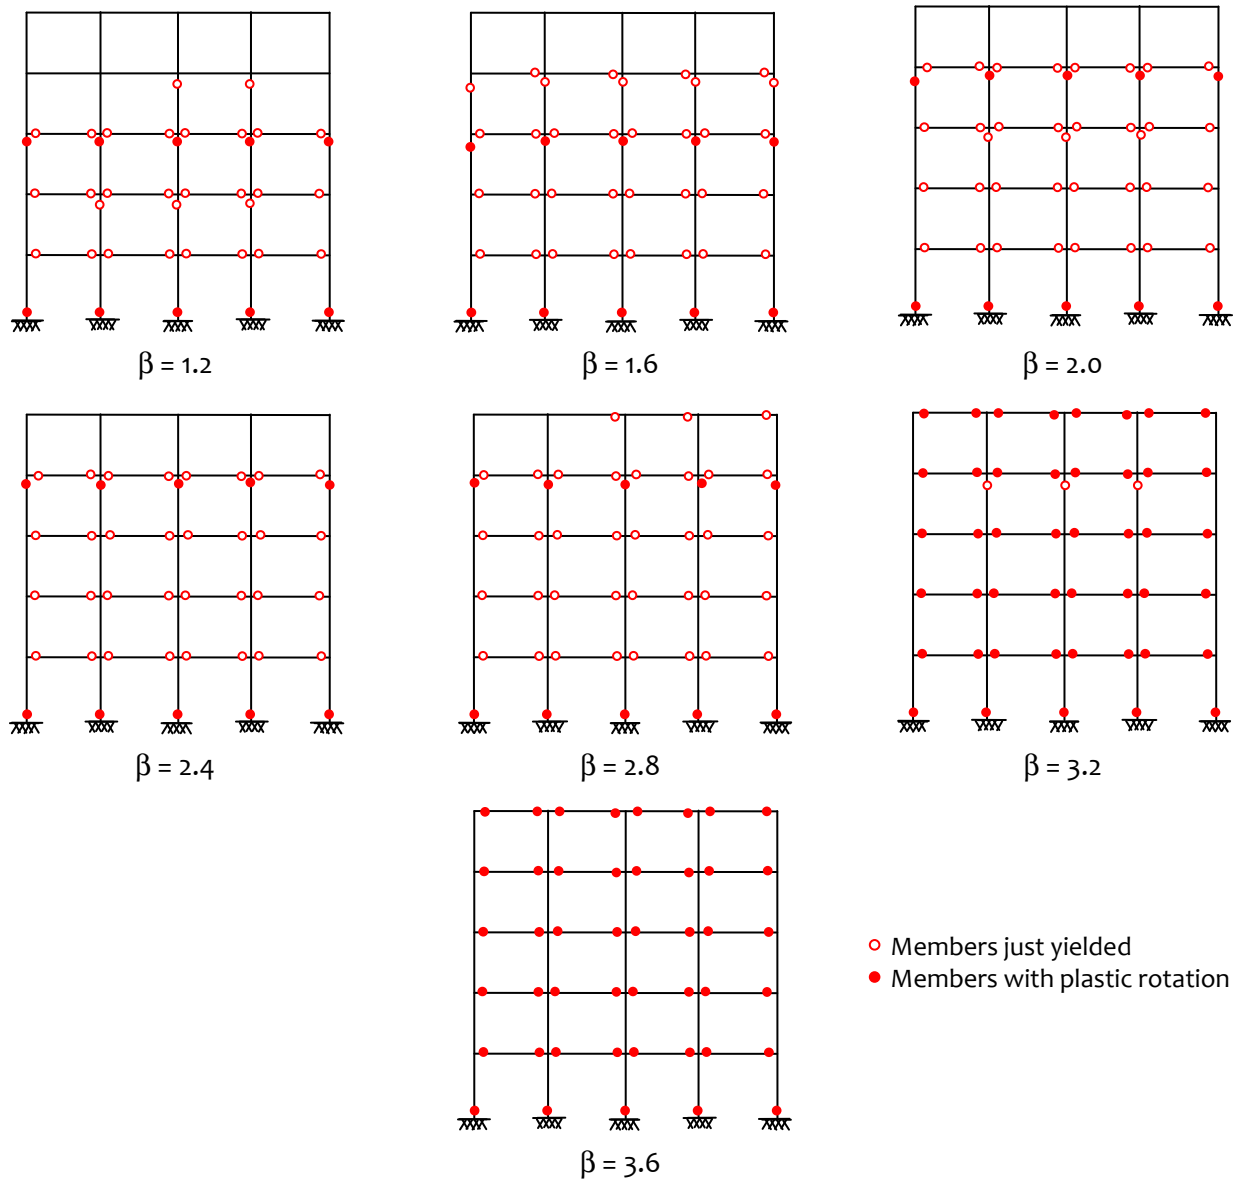 β = 1.2
β = 1.6
β = 2.0
β = 2.4
β = 2.8
β = 3.2
Members just yielded
Members with plastic rotation
β = 3.6